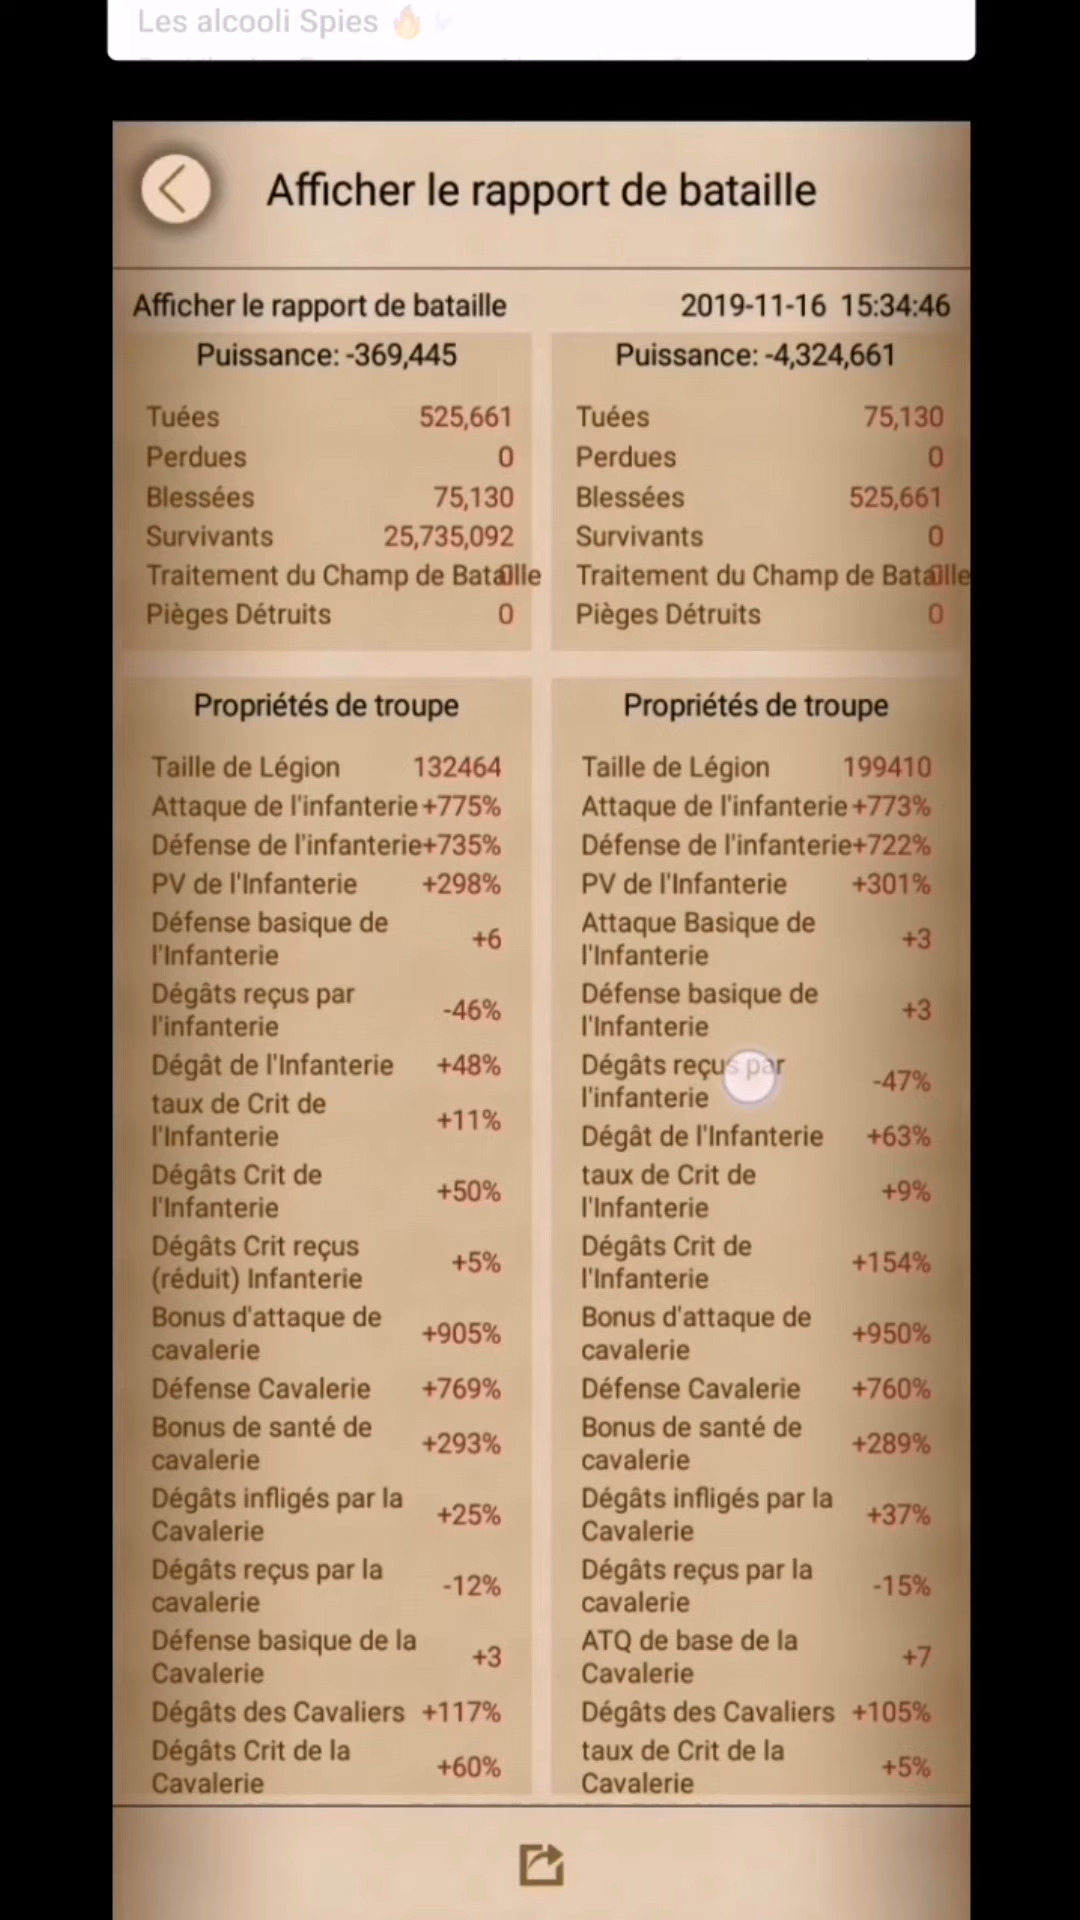 Les alcooli Spies 🔥
Afficher le rapport de bataille
Afficher le rapport de bataille 2019-11-16 15:34:46
Puissance: -369,445
Tuées 525,661
Perdues 0
Blessées 75,130
Survivants 25,735,092
Traitement du Champ de Bataille 0
Pièges Détruits 0
Puissance: -4,324,661
Tuées 75,130
Perdues 0
Blessées 525,661
Survivants 0
Traitement du Champ de Bataille 0
Pièges Détruits 0
Propriétés de troupe
Taille de Légion 132464
Attaque de l'infanterie +775%
Défense de l'infanterie +735%
PV de l'Infanterie +298%
Défense basique de
l'Infanterie +6
Dégâts reçus par
l'infanterie -46%
Dégât de l'Infanterie +48%
taux de Crit de
l'Infanterie +11%
Dégâts Crit de
l'Infanterie +50%
Dégâts Crit reçus
(réduit) Infanterie +5%
Bonus d'attaque de
cavalerie +905%
Défense Cavalerie +769%
Bonus de santé de
cavalerie +293%
Dégâts infligés par la
Cavalerie +25%
Dégâts reçus par la
cavalerie -12%
Défense basique de la
Cavalerie +3
Dégâts des Cavaliers +117%
Dégâts Crit de la
Cavalerie +60%
Propriétés de troupe
Taille de Légion 199410
Attaque de l'infanterie +773%
Défense de l'infanterie +722%
PV de l'Infanterie +301%
Attaque Basique de
l'Infanterie +3
Défense basique de
l'Infanterie +3
Dégâts reçus par
l'infanterie -47%
Dégât de l'Infanterie +63%
taux de Crit de
l'Infanterie +9%
Dégâts Crit de
l'Infanterie +154%
Bonus d'attaque de
cavalerie +950%
Défense Cavalerie +760%
Bonus de santé de
cavalerie +289%
Dégâts infligés par la
Cavalerie +37%
Dégâts reçus par la
cavalerie -15%
ATQ de base de la
Cavalerie +7
Dégâts des Cavaliers +105%
taux de Crit de la
Cavalerie +5%